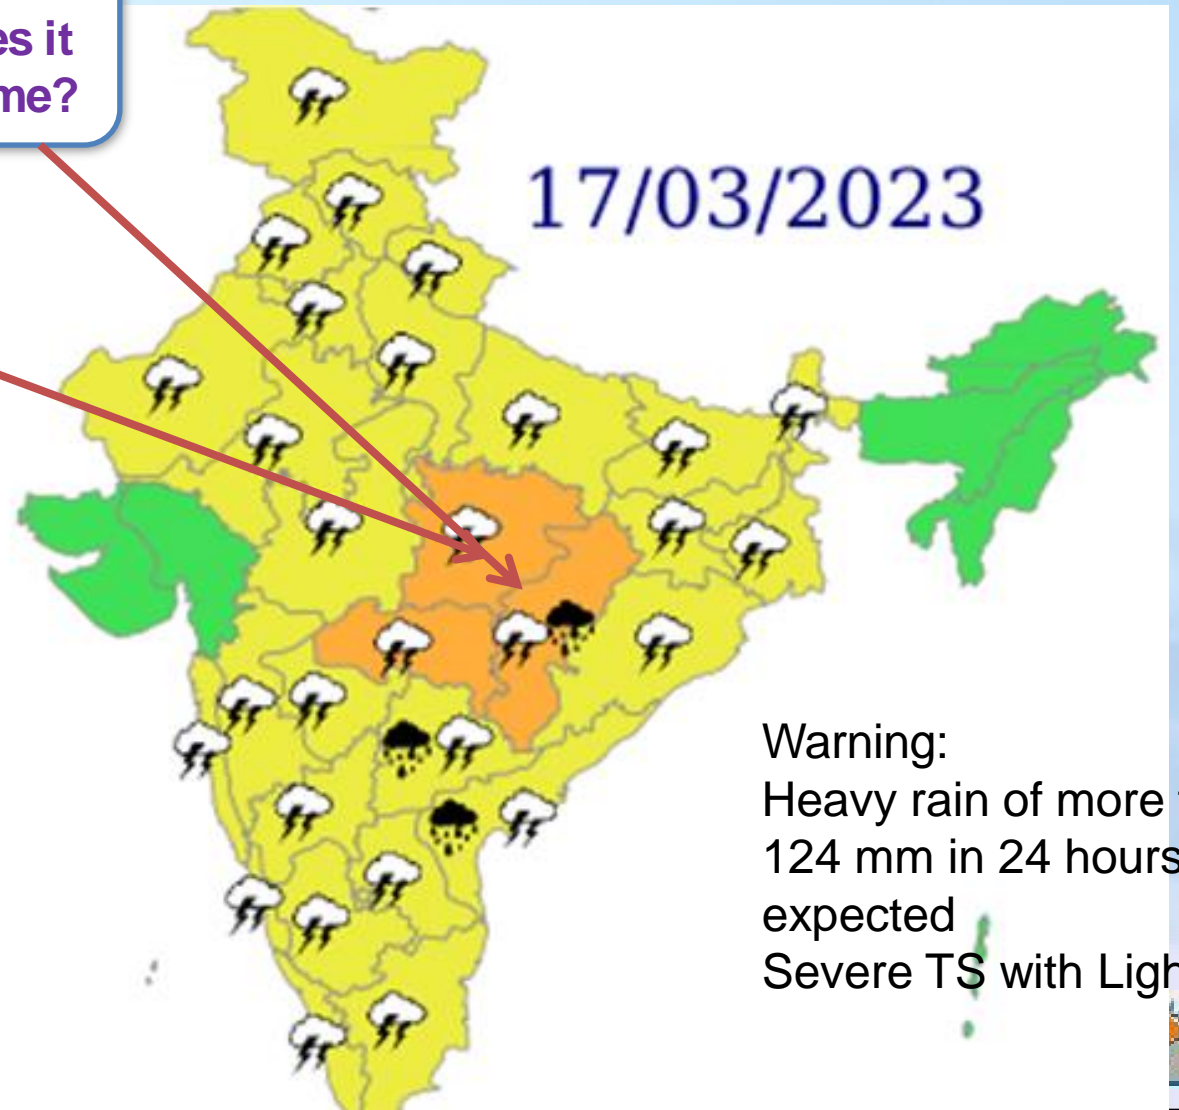 es it
me?
17/03/2023
Warning:
Heavy rain of more
124 mm in 24 hours
expected
Severe TS with Ligh